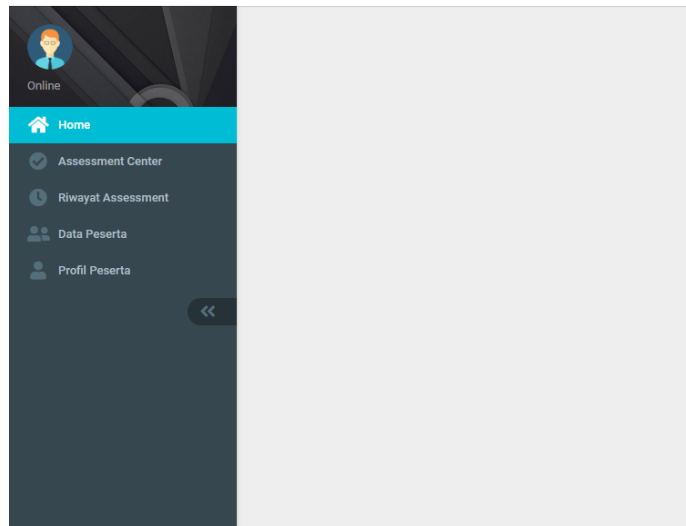 Online
Home
Assessment Center
Riwayat Assessment
Data Peserta
Profil Peserta